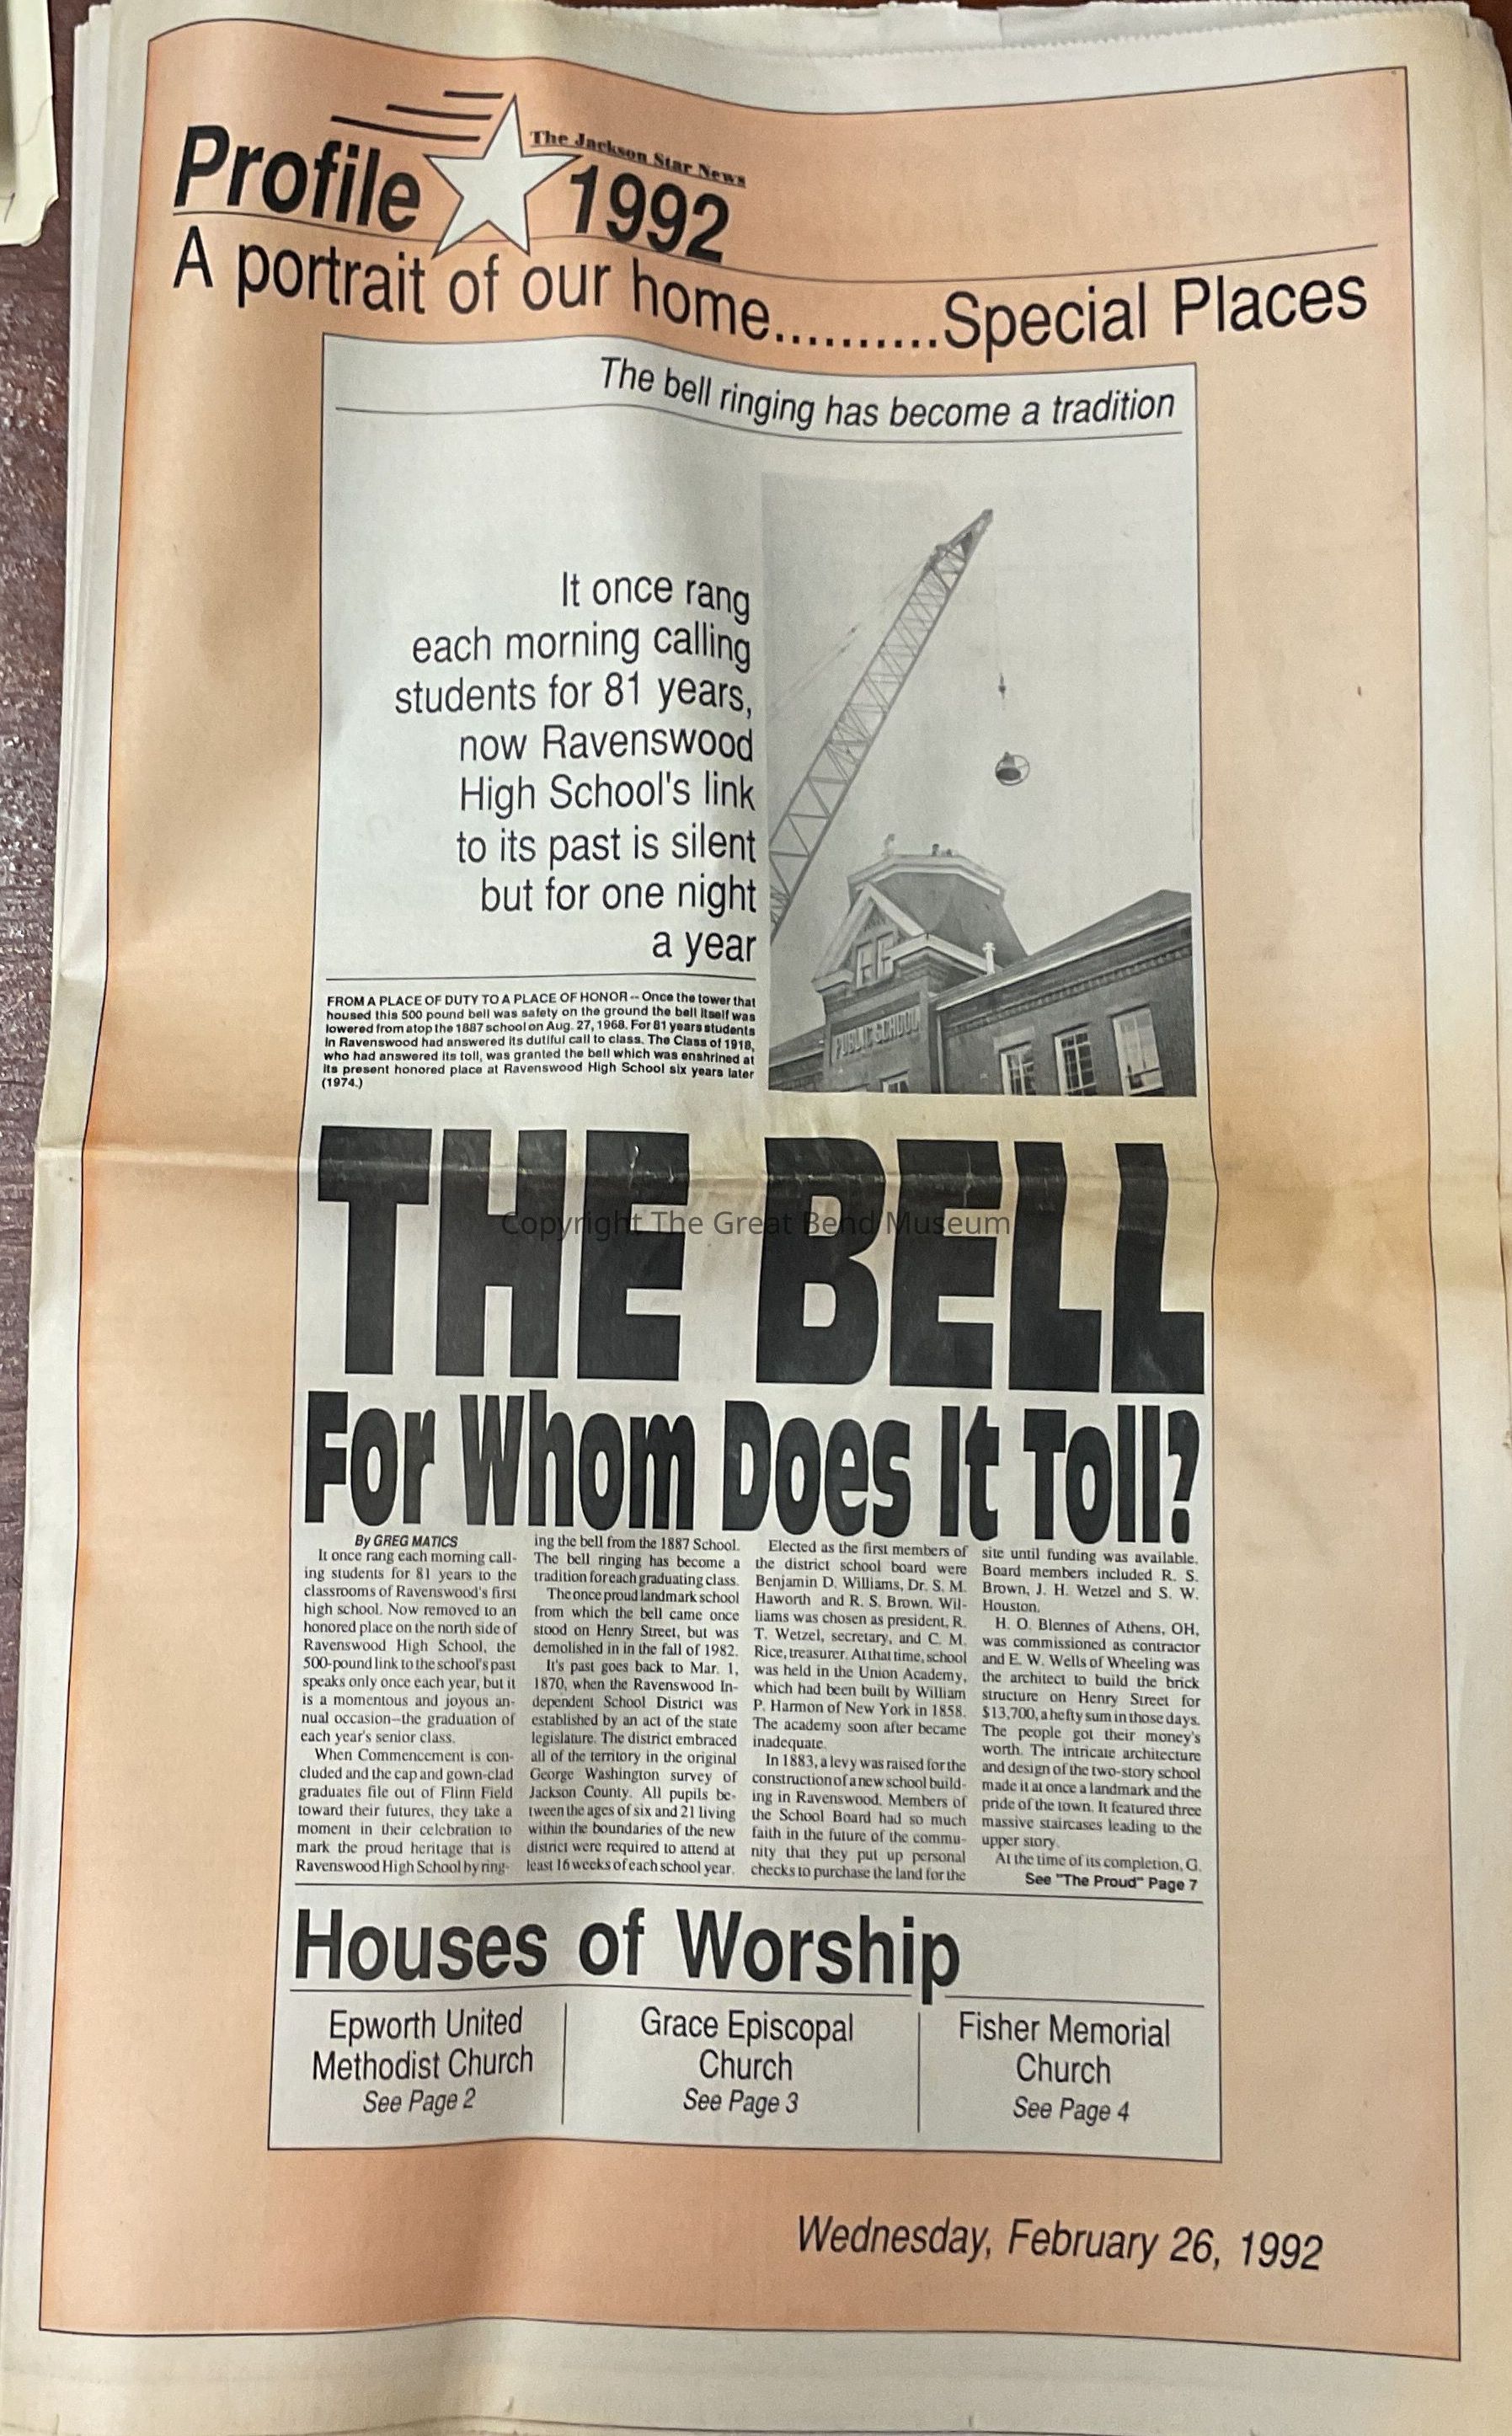 Profile
The Jackson Star News
1992
A portrait of our home..........Special Places
The bell ringing has become a tradition
It once rang
each morning calling
students for 81 years,
now Ravenswood
High School's link
to its past is silent
but for one night
a year
PUBLIC SCHOOL
FROM A PLACE OF DUTY TO A PLACE OF HONOR -- Once the tower that
housed this 500 pound bell was safety on the ground the bell itself was
lowered from atop the 1887 school on Aug. 27, 1968. For 81 years students
in Ravenswood had answered its dutiful call to class. The Class of 1918,
who had answered its toll, was granted the bell which was enshrined at
its present honored place at Ravenswood High School six years later
(1974.)
THE BELL
Copyright The Great Bend Museum
For Whom Does It Toll?
By GREG MATICS
It once rang each morning call-
ing students for 81 years to the
classrooms of Ravenswood's first
high school. Now removed to an
honored place on the north side of
Ravenswood High School, the
500-pound link to the school's past
speaks only once each year, but it
is a momentous and joyous an-
nual occasion--the graduation of
each year's senior class.
When Commencement is con-
cluded and the cap and gown-clad
graduates file out of Flinn Field
toward their futures, they take a
moment in their celebration to
mark the proud heritage that is
Ravenswood High School by ring-
ing the bell from the 1887 School.
The bell ringing has become a
tradition for each graduating class.
The once proud landmark school
from which the bell came once
stood on Henry Street, but was
demolished in in the fall of 1982.
It's past goes back to Mar. 1,
1870, when the Ravenswood In-
dependent School District was
established by an act of the state
legislature. The district embraced
all of the territory in the original
George Washington survey of
Jackson County. All pupils be-
tween the ages of six and 21 living
within the boundaries of the new
district were required to attend at
least 16 weeks of each school year.
Elected as the first members of
the district school board were
Benjamin D. Williams, Dr. S. M.
Haworth and R. S. Brown. Wil-
liams was chosen as president, R.
T. Wetzel, secretary, and C. M.
Rice, treasurer. At that time, school
was held in the Union Academy,
which had been built by William
P. Harmon of New York in 1858.
The academy soon after became
inadequate.
In 1883, a levy was raised for the
construction of a new school build-
ing in Ravenswood. Members of
the School Board had so much
faith in the future of the commu-
nity that they put up personal
checks to purchase the land for the
site until funding was available.
Board members included R. S.
Brown, J. H. Wetzel and S. W.
Houston.
H. O. Blennes of Athens, OH,
was commissioned as contractor
and E. W. Wells of Wheeling was
the architect to build the brick
structure on Henry Street for
$13,700, a hefty sum in those days.
The people got their money's
worth. The intricate architecture
and design of the two-story school
made it at once a landmark and the
pride of the town. It featured three
massive staircases leading to the
upper story.
At the time of its completion, G.
See "The Proud" Page 7
Houses of Worship
Epworth United
Methodist Church
See Page 2
Grace Episcopal
Church
See Page 3
Fisher Memorial
Church
See Page 4
Wednesday, February 26, 1992